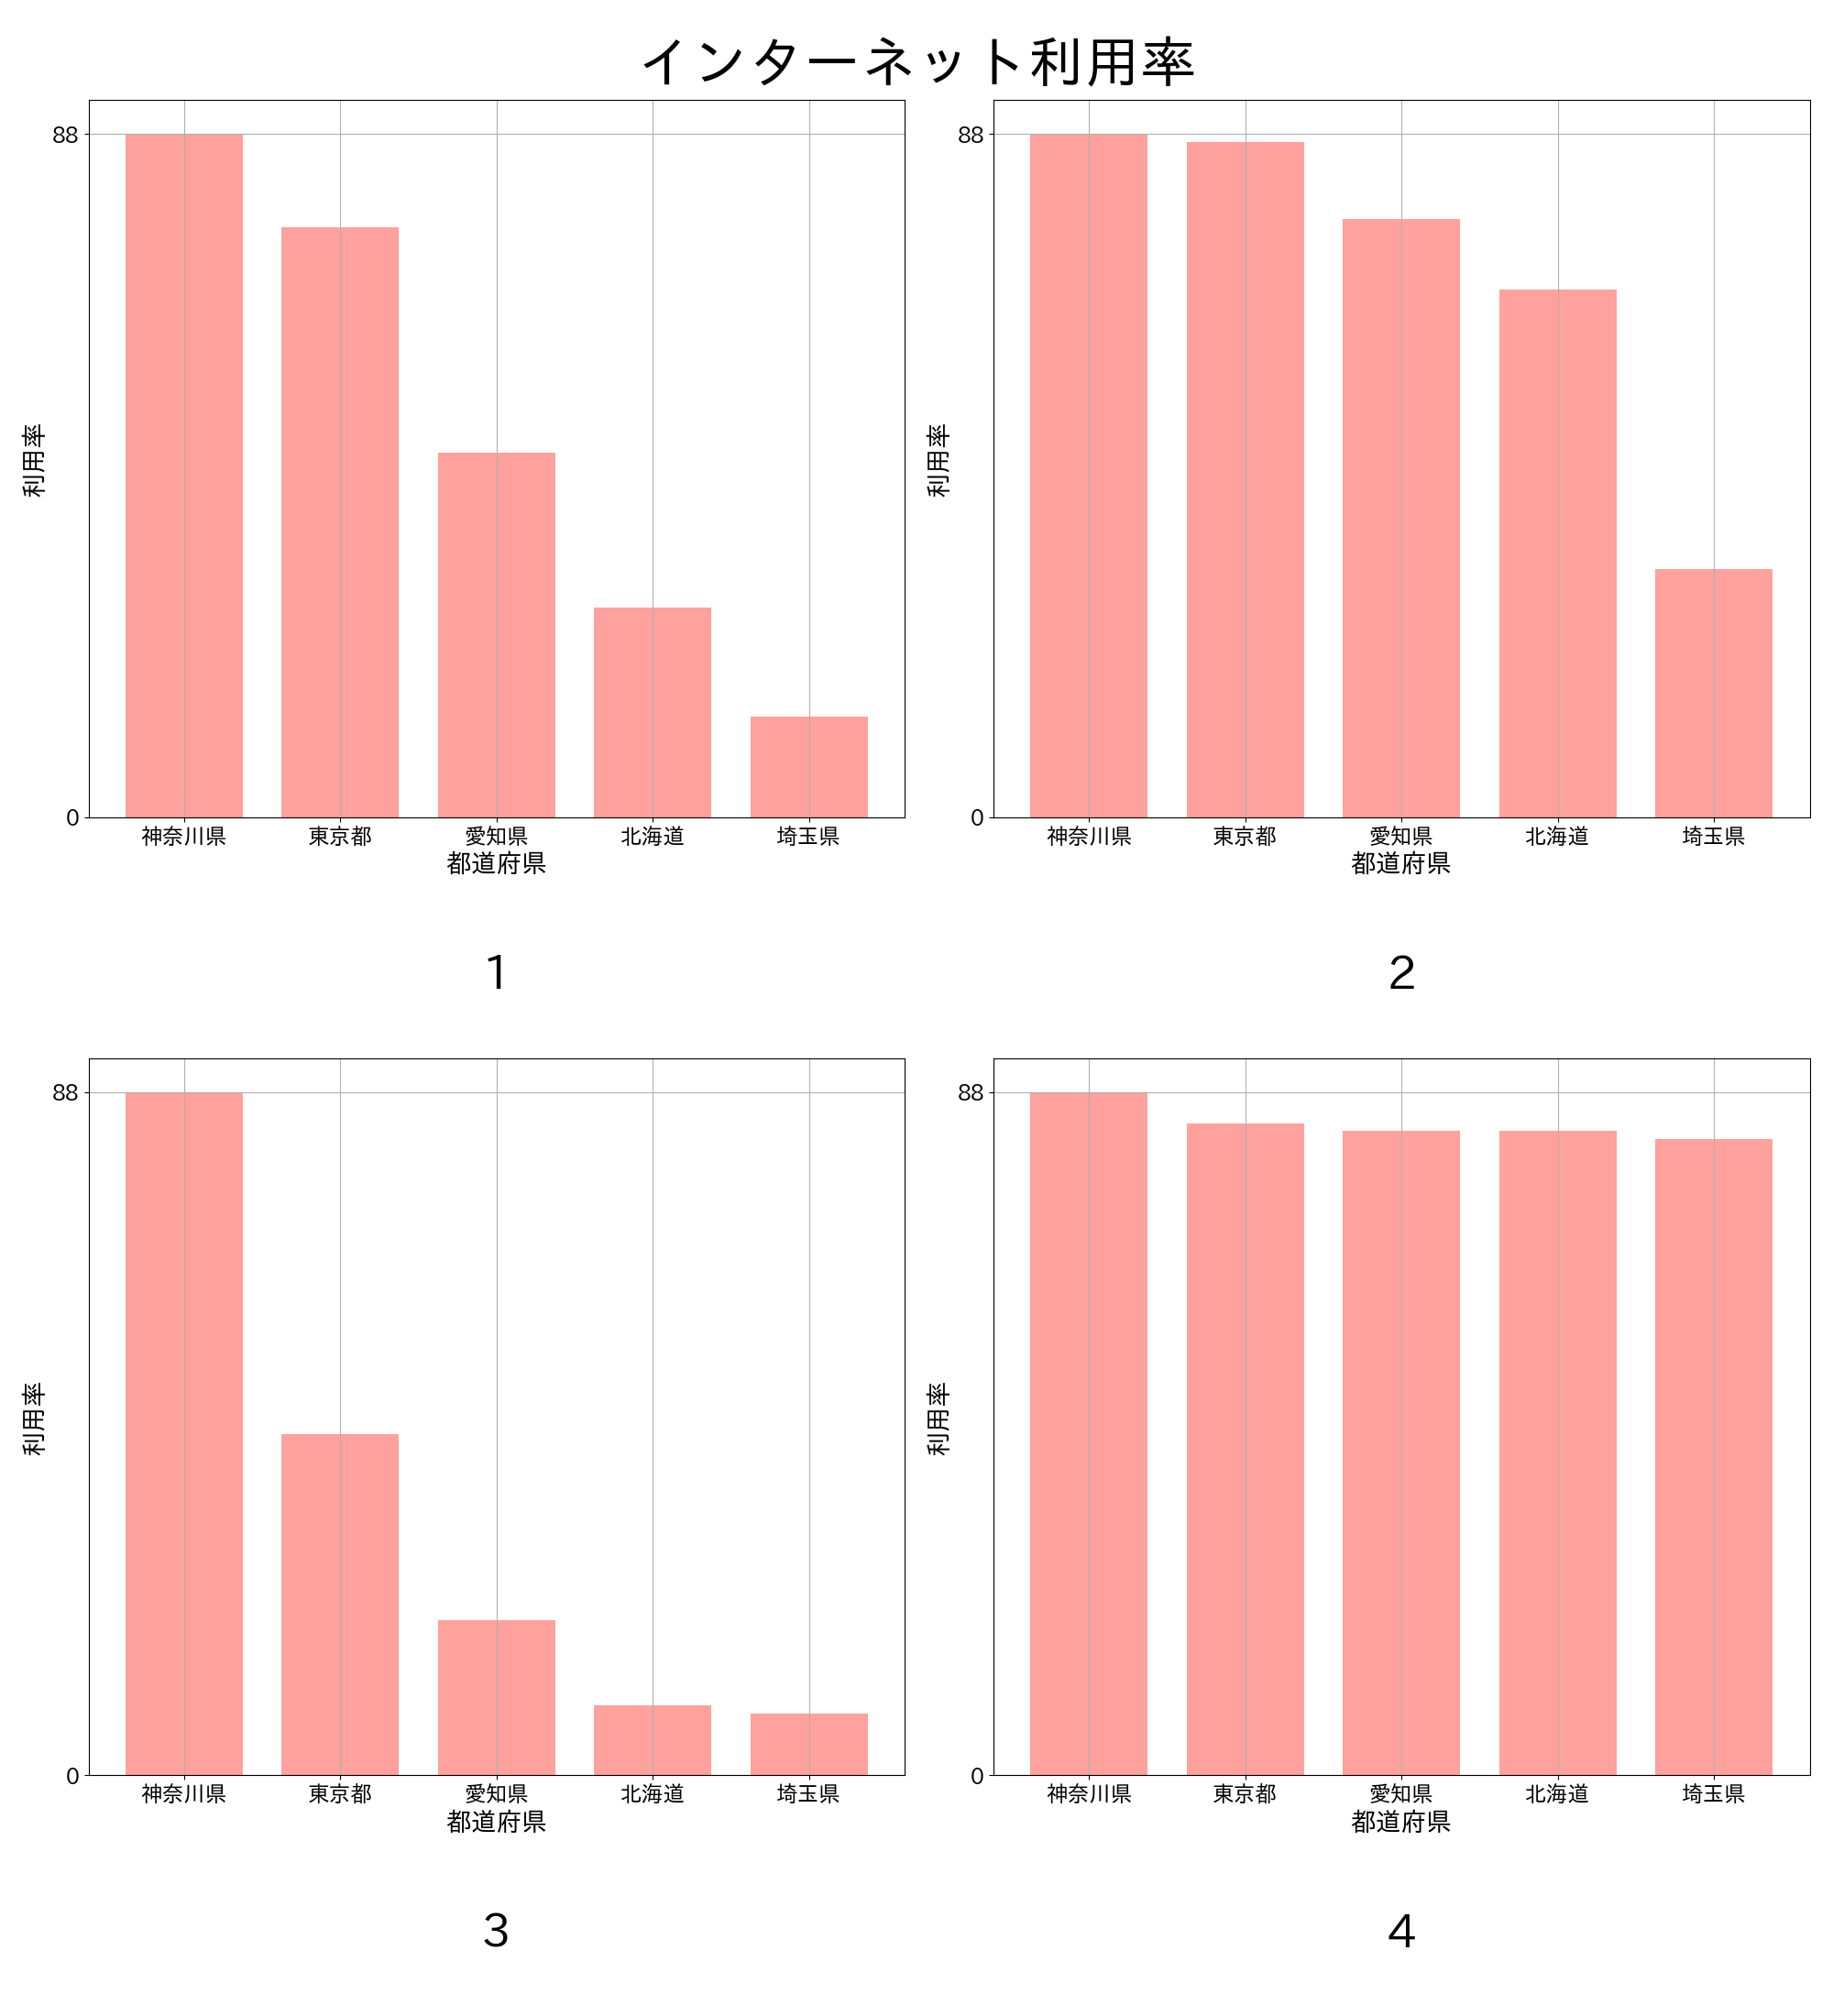 インターネット利用率
88
0
利用率
神奈川県 東京都 愛知県 北海道 埼玉県
都道府県
1
88
0
利用率
神奈川県 東京都 愛知県 北海道 埼玉県
都道府県
2
88
0
利用率
神奈川県 東京都 愛知県 北海道 埼玉県
都道府県
3
88
0
利用率
神奈川県 東京都 愛知県 北海道 埼玉県
都道府県
4